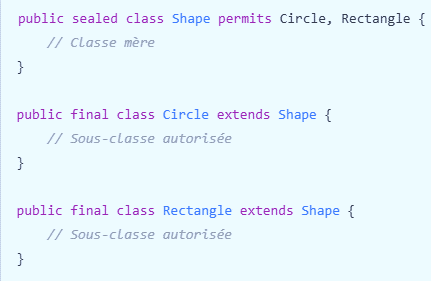 public sealed class Shape permits Circle, Rectangle {
    // Classe mère
}

public final class Circle extends Shape {
    // Sous-classe autorisée
}

public final class Rectangle extends Shape {
    // Sous-classe autorisée
}